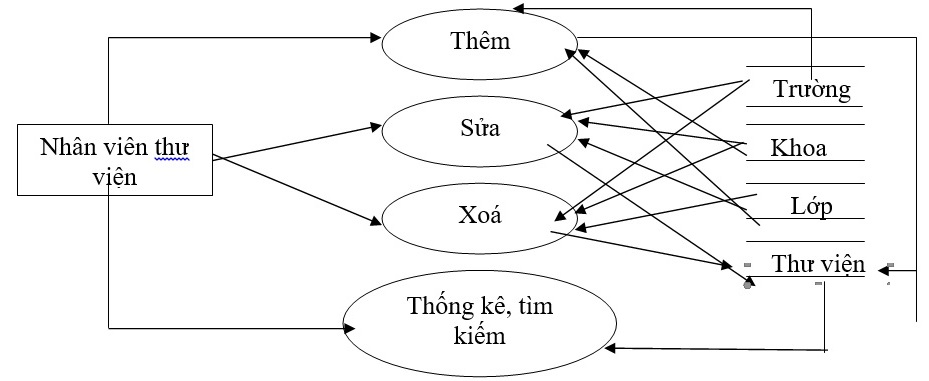 Thêm
Trường
Sửa
Khoa
Nhân viên thư
viện
Lớp
Xoá
Thư viện
Thống kê, tìm
kiếm